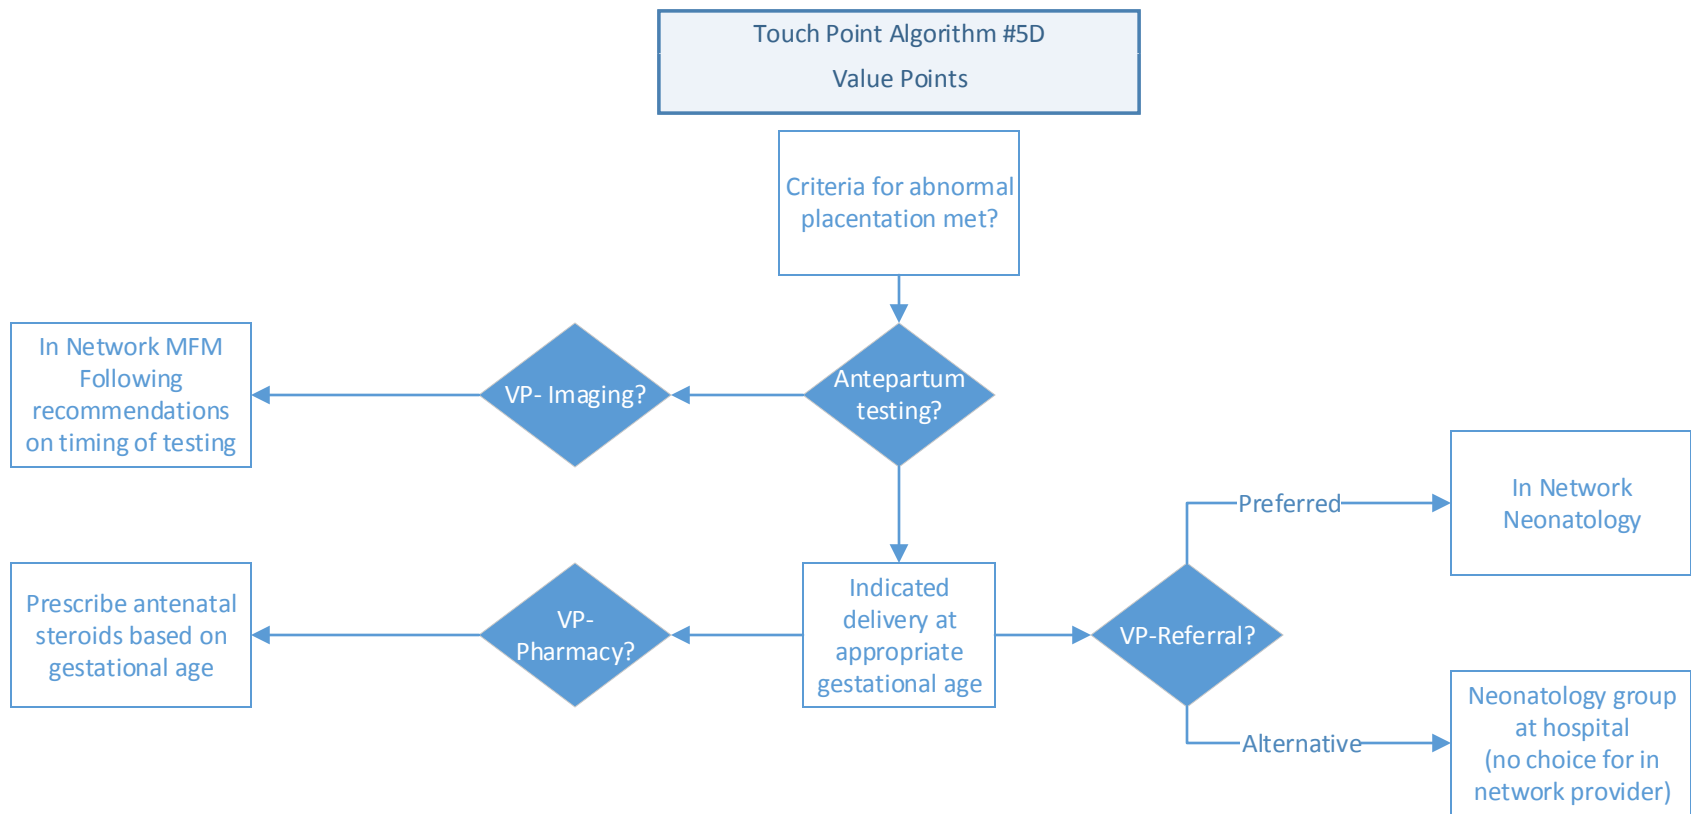 Touch Point Algorithm #5D
Value Points
Criteria for abnormal
placentation met?
In Network MFM
Following
recommendations
on timing of testing
VP- Imaging?
Antepartum
testing?
Preferred
In Network
Neonatology
Prescribe antenatal
steroids based on
gestational age
VP-
Pharmacy?
Indicated
delivery at
appropriate
gestational age
VP-Referral?
Alternative
Neonatology group
at hospital
(no choice for in
network provider)